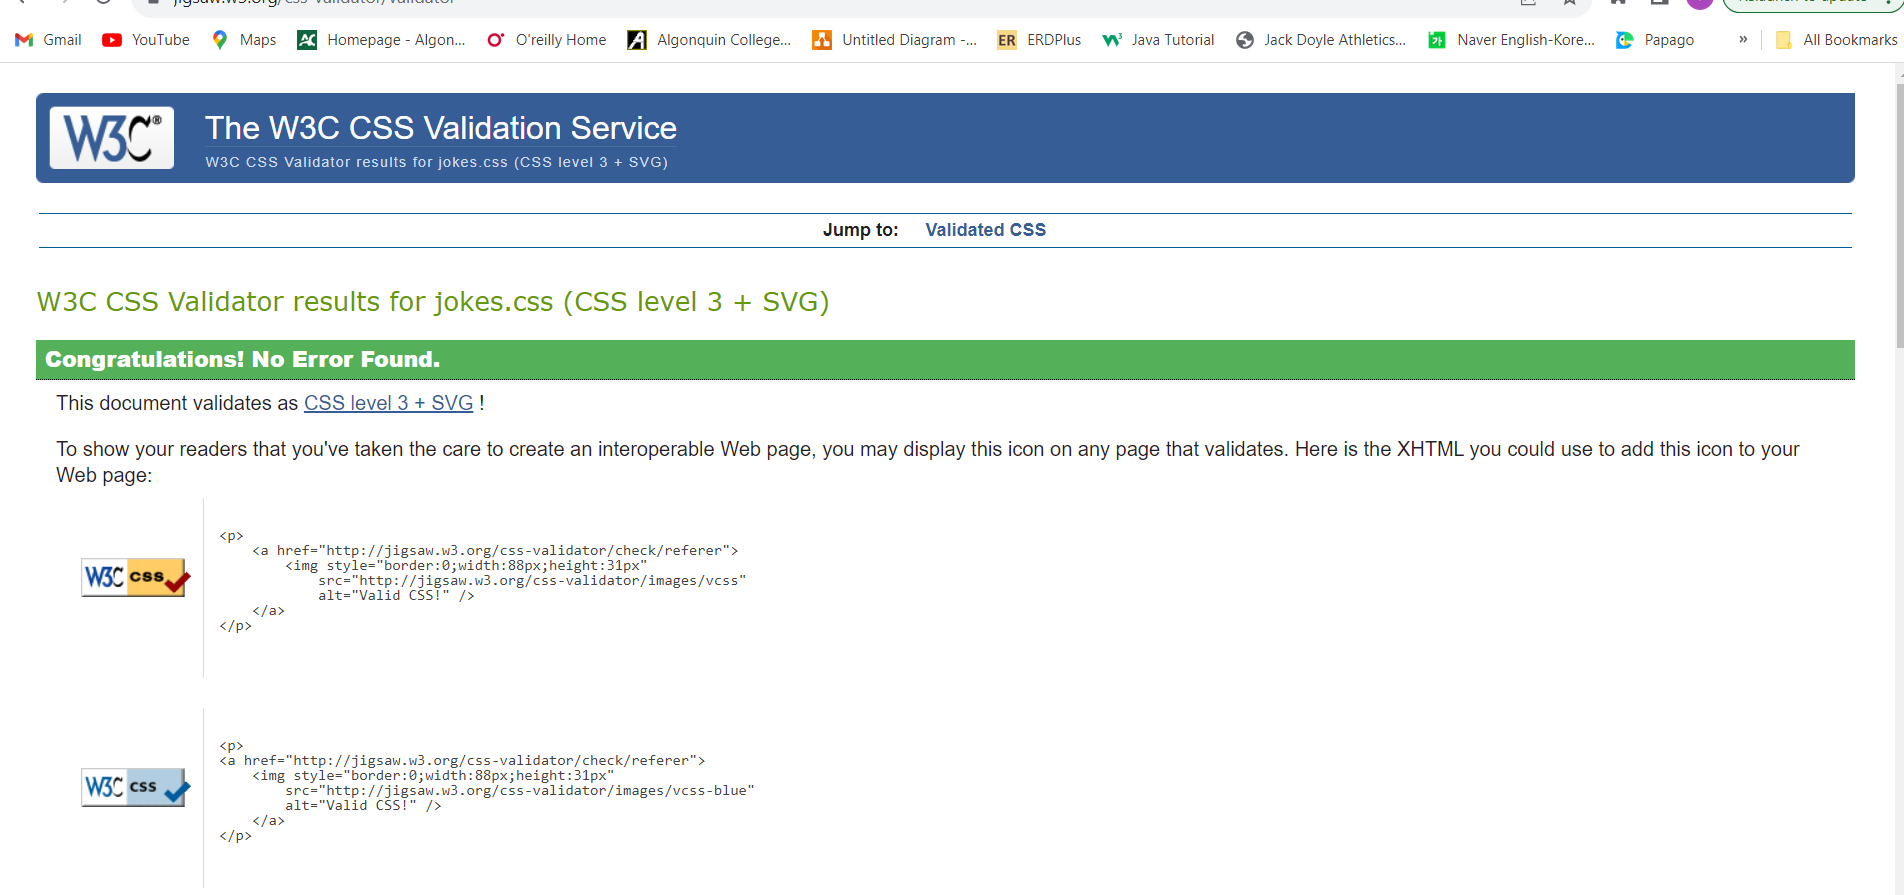 Gmail YouTube Maps Homepage - Algon... O'reilly Home Algonquin College... Untitled Diagram -... ERDPlus Java Tutorial Jack Doyle Athletics... Naver English-Kore... Papago » All Bookmarks
W3C®
The W3C CSS Validation Service
W3C CSS Validator results for jokes.css (CSS level 3 + SVG)
Jump to: Validated CSS
W3C CSS Validator results for jokes.css (CSS level 3 + SVG)
Congratulations! No Error Found.
This document validates as CSS level 3 + SVG !
To show your readers that you've taken the care to create an interoperable Web page, you may display this icon on any page that validates. Here is the XHTML you could use to add this icon to your
Web page:
W3C css
<p>
<a href="http://jigsaw.w3.org/css-validator/check/referer">
<img style="border:0;width:88px;height:31px"
src="http://jigsaw.w3.org/css-validator/images/vcss"
alt="Valid CSS!" />
</a>
</p>
W3C css
<p>
<a href="http://jigsaw.w3.org/css-validator/check/referer">
<img style="border:0;width:88px;height:31px"
src="http://jigsaw.w3.org/css-validator/images/vcss-blue"
alt="Valid CSS!" />
</a>
</p>